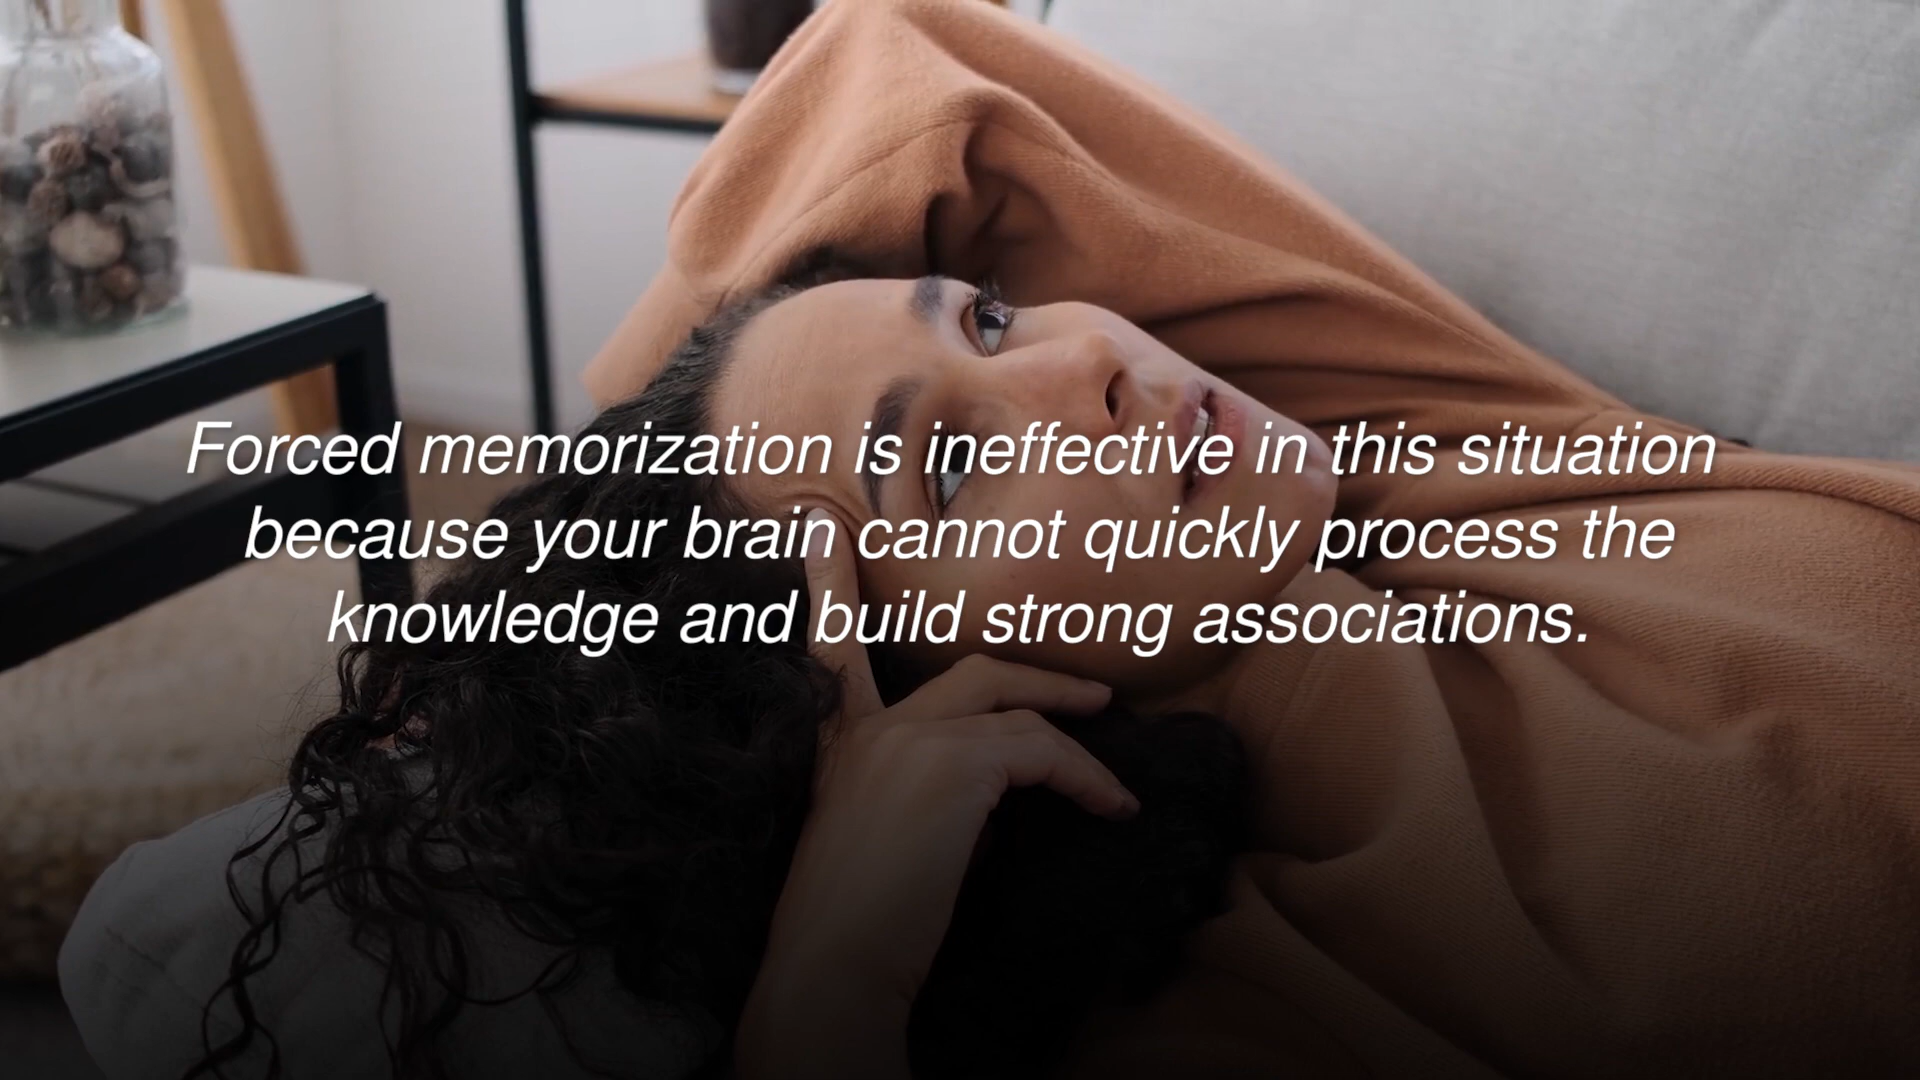 Forced memorization is ineffective in this situation
because your brain cannot quickly process the
knowledge and build strong associations.